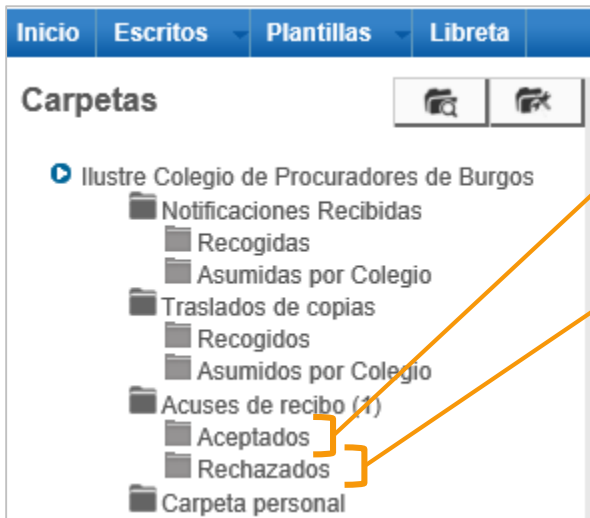 Inicio Escritos Plantillas Libreta
Carpetas
Ilustre Colegio de Procuradores de Burgos
Notificaciones Recibidas
Recogidas
Asumidas por Colegio
Traslados de copias
Recogidos
Asumidos por Colegio
Acuses de recibo (1)
Aceptados
Rechazados
Carpeta personal